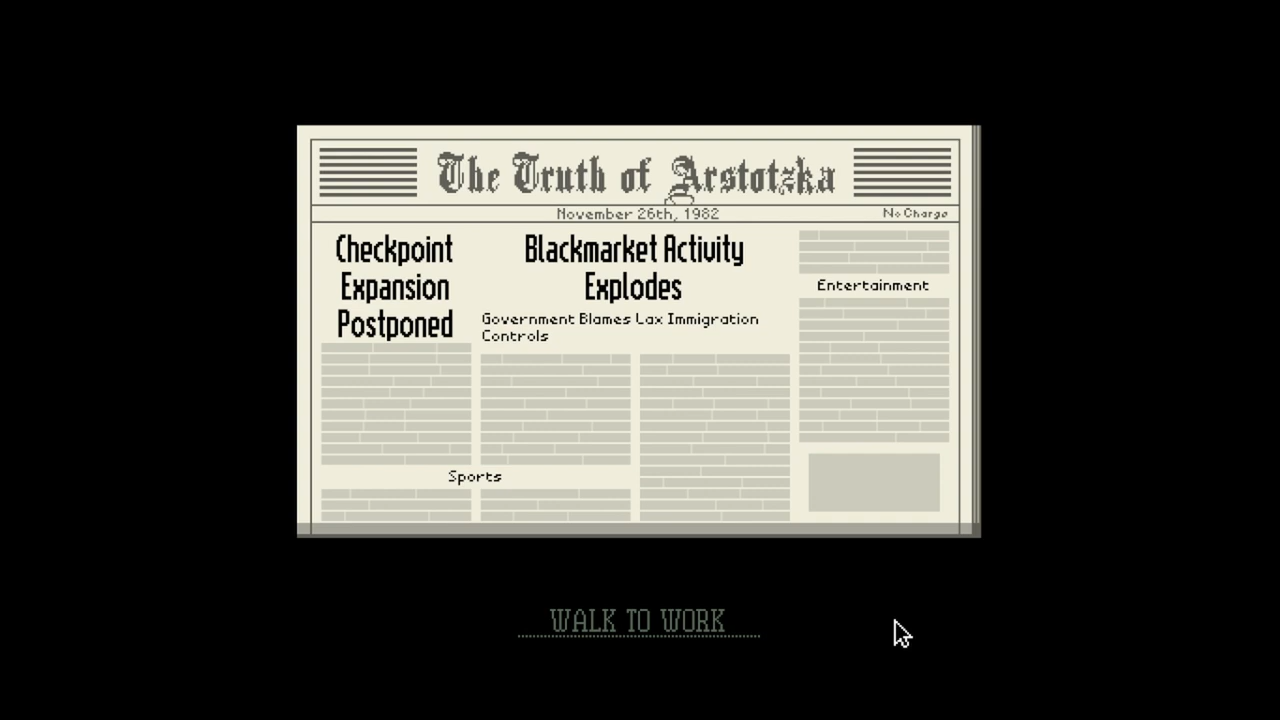 The Truth of Arstotzka
November 26th, 1982
No Charge
Checkpoint
Expansion
Postponed
Blackmarket Activity
Explodes
Government Blames Lax Immigration
Controls
Entertainment
Sports
WALK TO WORK